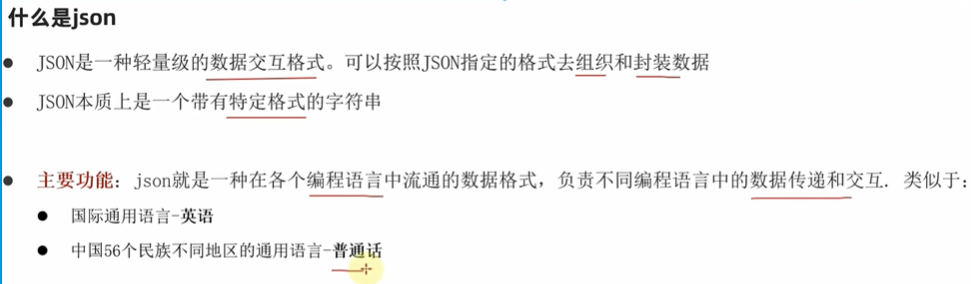 什么是json
● JSON是一种轻量级的数据交互格式。可以按照JSON指定的格式去组织和封装数据
● JSON本质上是一个带有特定格式的字符串
● 主要功能：json就是一种在各个编程语言中流通的数据格式，负责不同编程语言中的数据传递和交互. 类似于：
● 国际通用语言-英语
● 中国56个民族不同地区的通用语言-普通话